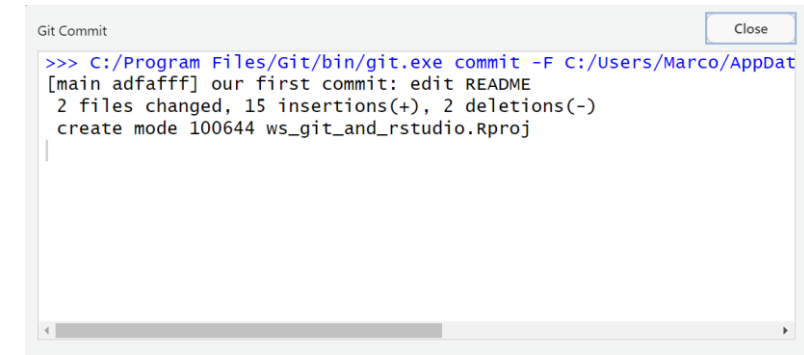 Git Commit
Close
>>> C:/Program Files/Git/bin/git.exe commit -F C:/Users/Marco/AppDat
[main adfafff] our first commit: edit README
 2 files changed, 15 insertions(+), 2 deletions(-)
 create mode 100644 ws_git_and_rstudio.Rproj